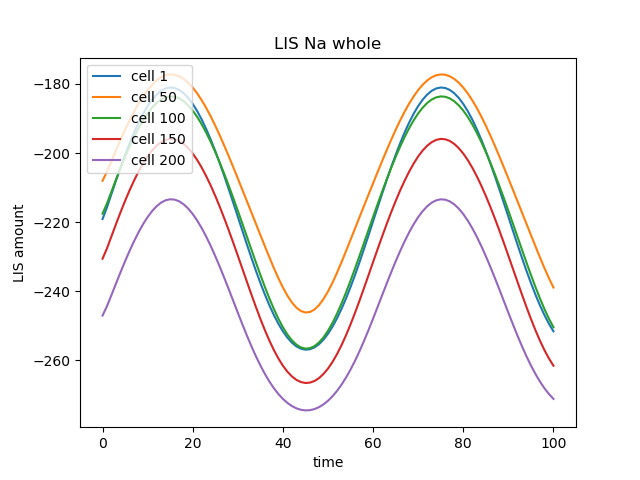 LIS Na whole
cell 1
cell 50
cell 100
cell 150
cell 200
−180
−200
−220
−240
−260
LIS amount
0 20 40 60 80 100
time